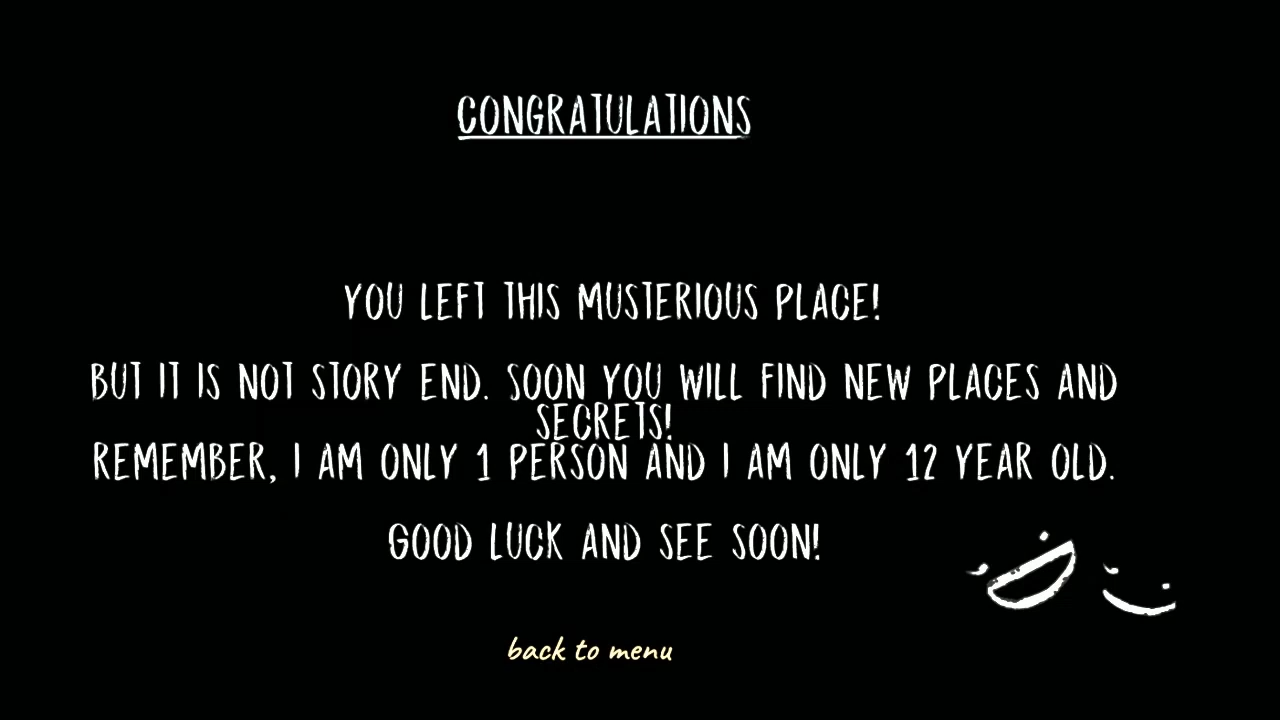 CONGRATULATIONS
YOU LEFT THIS MUSTERIOUS PLACE!
BUT IT IS NOT STORY END. SOON YOU WILL FIND NEW PLACES AND
SECRETS!
REMEMBER, I AM ONLY 1 PERSON AND I AM ONLY 12 YEAR OLD.
GOOD LUCK AND SEE SOON!
back to menu